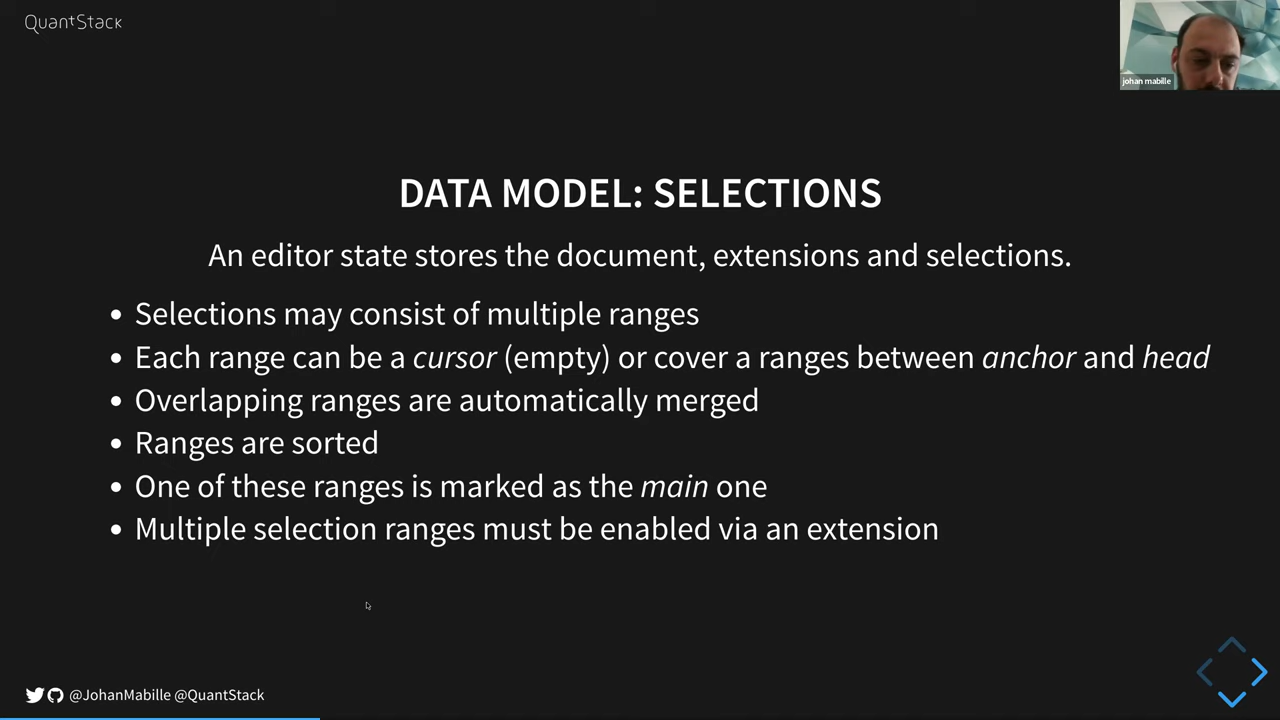 QuantStack
johan mabille
DATA MODEL: SELECTIONS
An editor state stores the document, extensions and selections.
• Selections may consist of multiple ranges
• Each range can be a cursor (empty) or cover a ranges between anchor and head
• Overlapping ranges are automatically merged
• Ranges are sorted
• One of these ranges is marked as the main one
• Multiple selection ranges must be enabled via an extension
@JohanMabille @QuantStack